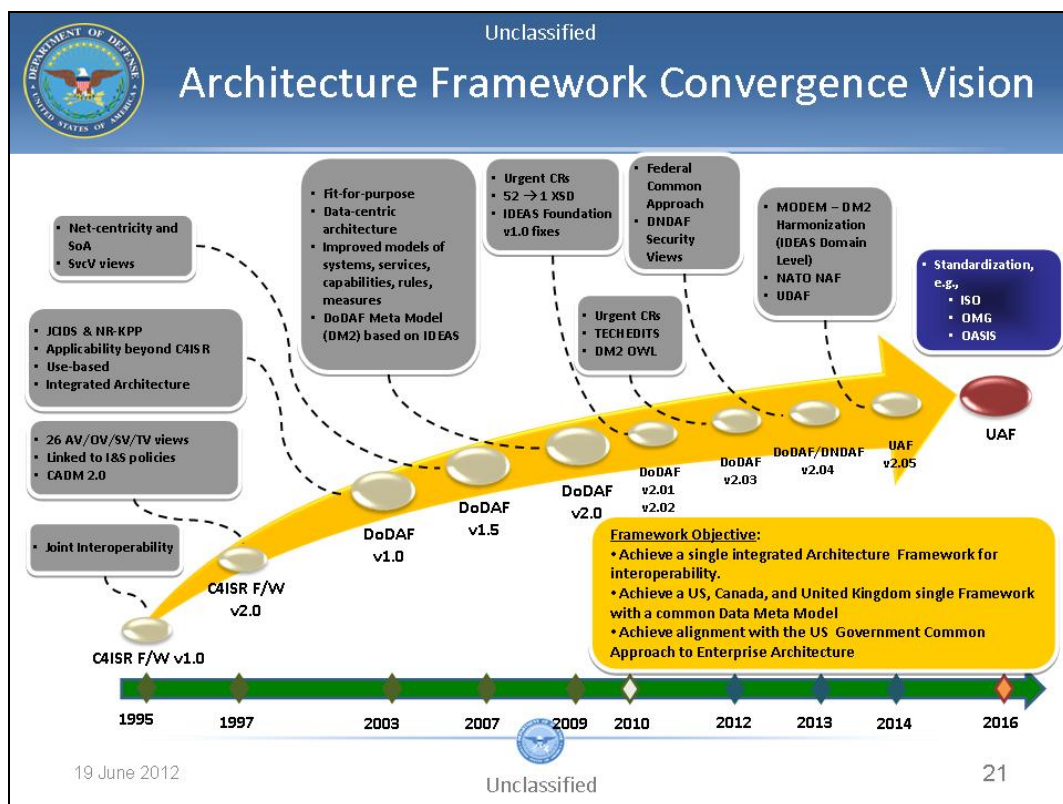 Unclassified
DEPARTMENT OF DEFENSE
UNITED STATES OF AMERICA
Architecture Framework Convergence Vision
• Net-centricity and
SoA
• SvcV views
• Fit-for-purpose
• Data-centric
architecture
• Improved models of
systems, services,
capabilities, rules,
measures
• DoDAF Meta Model
(DM2) based on IDEAS
• Urgent CRs
• 52 → 1 XSD
• IDEAS Foundation
v1.0 fixes
• Federal
Common
Approach
• DNDAF
Security
Views
• MODEM – DM2
Harmonization
(IDEAS Domain
Level)
• NATO NAF
• UDAF
• Standardization,
e.g.,
• ISO
• OMG
• OASIS
• JCIDS & NR-KPP
• Applicability beyond C4ISR
• Use-based
• Integrated Architecture
• Urgent CRs
• TECHEDITS
• DM2 OWL
• 26 AV/OV/SV/TV views
• Linked to I&S policies
• CADM 2.0
• Joint Interoperability
C4ISR F/W v1.0
C4ISR F/W
v2.0
DoDAF
v1.0
DoDAF
v1.5
DoDAF
v2.0
DoDAF
v2.01
v2.02
DoDAF
v2.03
DoDAF/DNDAF
v2.04
UAF
v2.05
UAF
Framework Objective:
•Achieve a single integrated Architecture Framework for
interoperability.
•Achieve a US, Canada, and United Kingdom single Framework
with a common Data Meta Model
•Achieve alignment with the US Government Common
Approach to Enterprise Architecture
1995
1997
2003
2007
2009
2010
2012
2013
2014
2016
19 June 2012
Unclassified
21